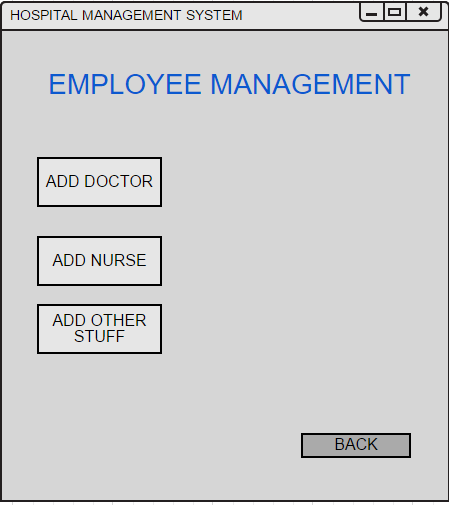 HOSPITAL MANAGEMENT SYSTEM
EMPLOYEE MANAGEMENT
ADD DOCTOR
ADD NURSE
ADD OTHER
STUFF
BACK